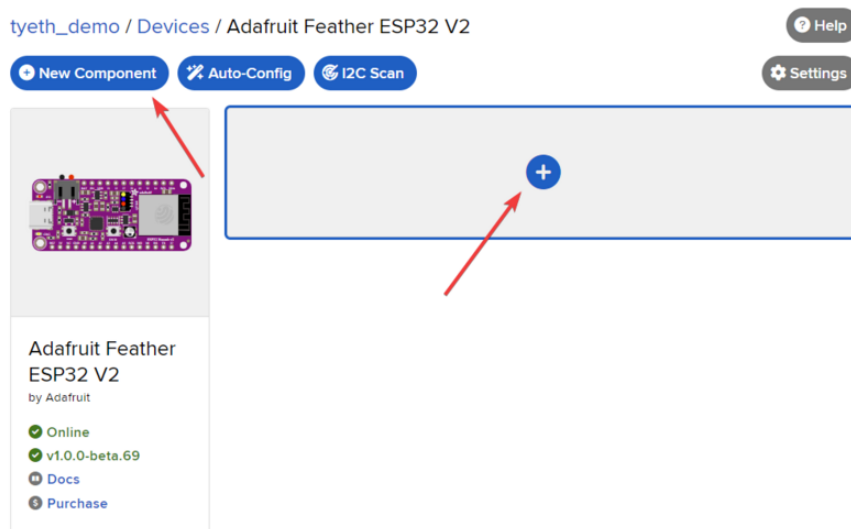 tyeth_demo / Devices / Adafruit Feather ESP32 V2
Help
New Component
Auto-Config
I2C Scan
Settings
Adafruit Feather
ESP32 V2
by Adafruit
Online
v1.0.0-beta.69
Docs
Purchase